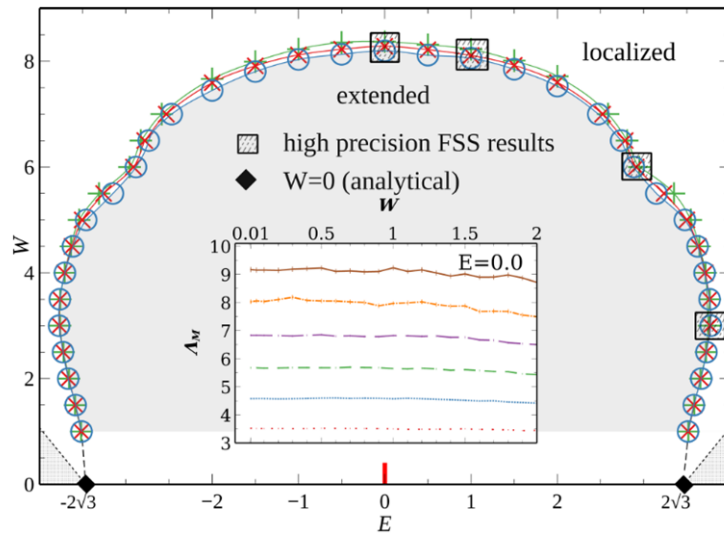 8
localized
extended
high precision FSS results
6
W=0 (analytical)
W
0.01 0.5 1 1.5 2
10
E=0.0
9
W
8
4
7
Λ_M
6
5
2
4
3
0
-2√3 −2 −1 0 1 2 2√3
E